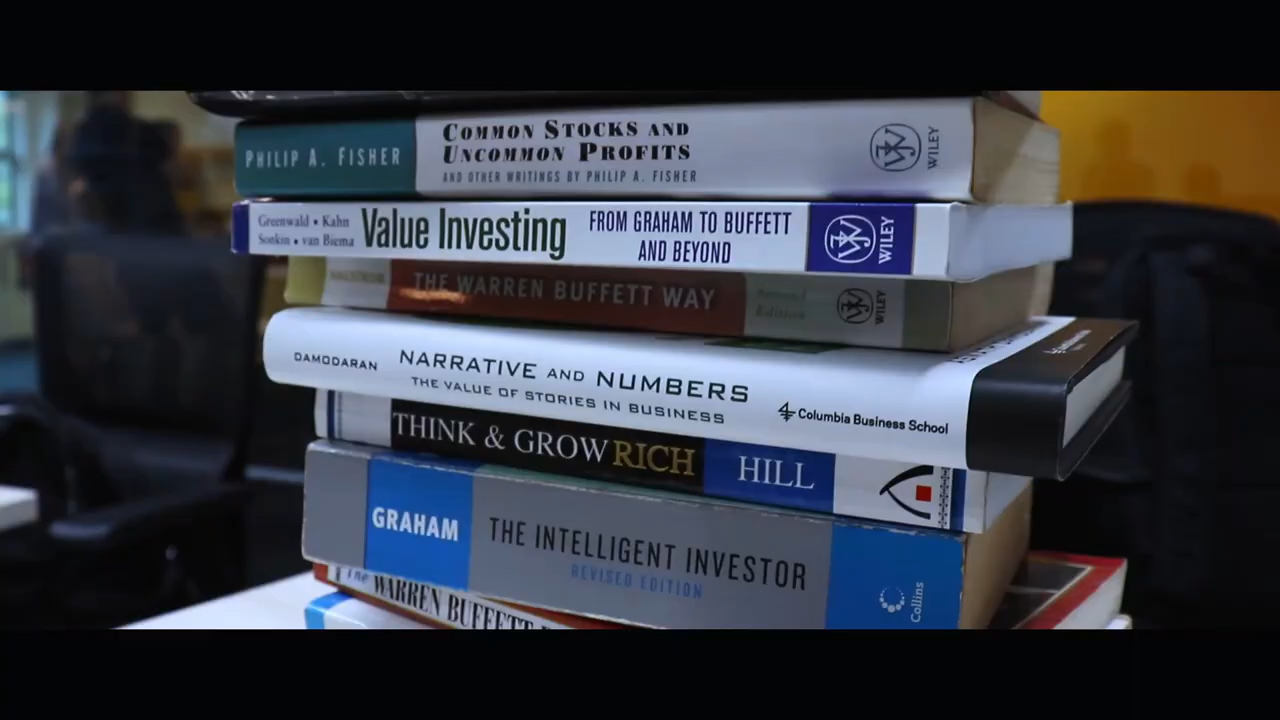 PHILIP A. FISHER
COMMON STOCKS AND
UNCOMMON PROFITS
AND OTHER WRITINGS BY PHILIP A. FISHER
WILEY
Greenwald • Kahn
Sonkin • van Biema
Value Investing
FROM GRAHAM TO BUFFETT
AND BEYOND
WILEY
THE WARREN BUFFETT WAY
Second
Edition
WILEY
DAMODARAN
NARRATIVE AND NUMBERS
THE VALUE OF STORIES IN BUSINESS
Columbia Business School
THINK & GROW RICH
HILL
GRAHAM
THE INTELLIGENT INVESTOR
REVISED EDITION
Collins
The WARREN BUFFETT